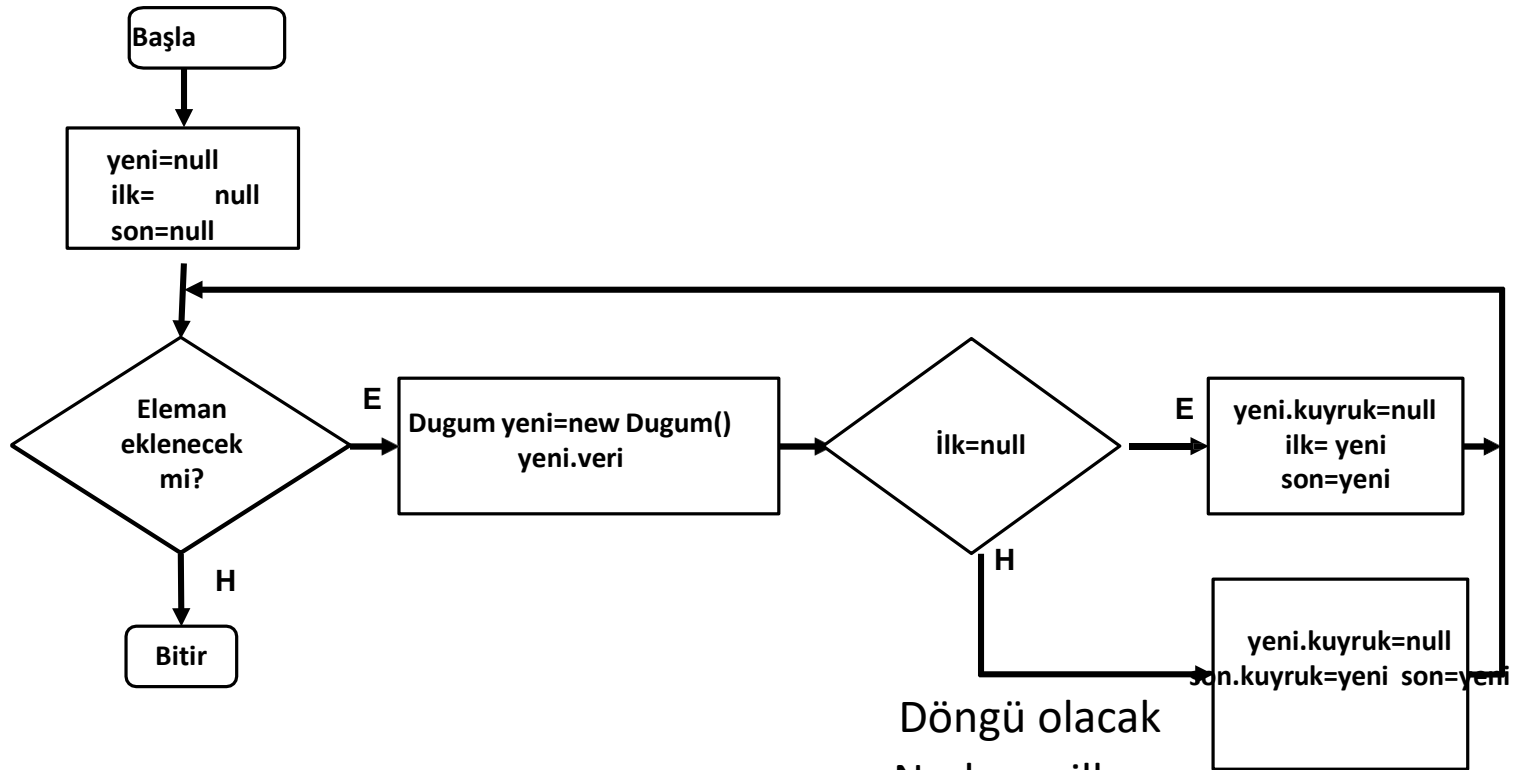 Başla
yeni=null
ilk= null
son=null
Eleman
eklenecek
mi?
E
Dugum yeni=new Dugum()
yeni.veri
İlk=null
E
yeni.kuyruk=null
ilk= yeni
son=yeni
H
H
Bitir
yeni.kuyruk=null
son.kuyruk=yeni son=yeni
Döngü olacak